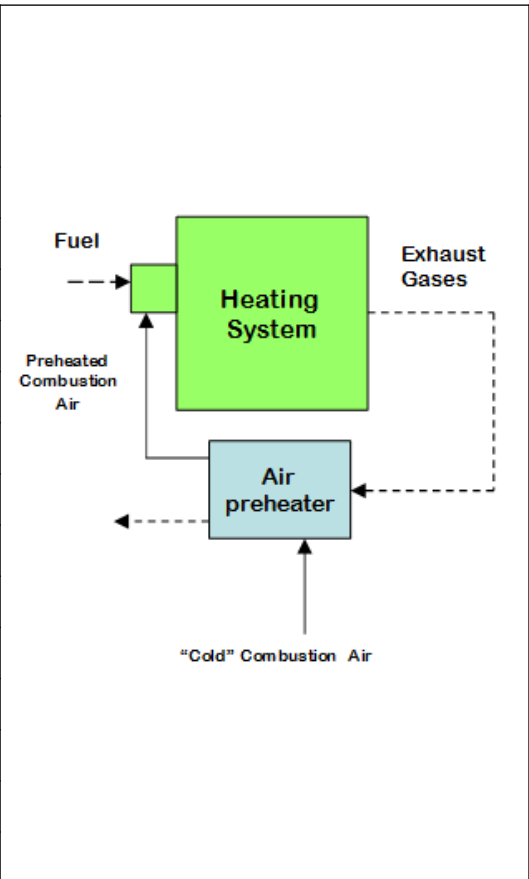 Fuel
Exhaust
Gases
Heating
System
Preheated
Combustion
Air
Air
preheater
“Cold” Combustion Air